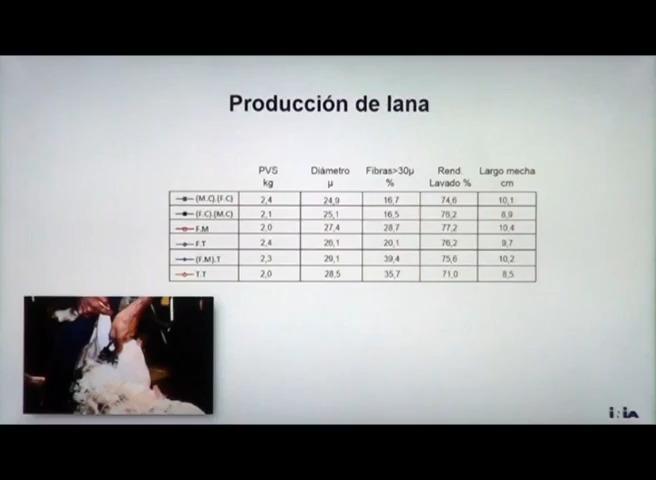 Producción de lana
PVS Diámetro Fibras>30µ Rend. Largo mecha
kg µ % Lavado % cm
(M.C).(F.C) 2,4 24,9 16,7 74,6 10,1
(F.C).(M.C) 2,1 25,1 16,5 76,2 8,9
F.M 2,0 27,4 28,7 77,2 10,4
F.T 2,4 26,1 20,1 76,2 9,7
(F.M).T 2,3 29,1 39,4 75,6 10,2
T.T 2,0 28,5 35,7 71,0 8,5